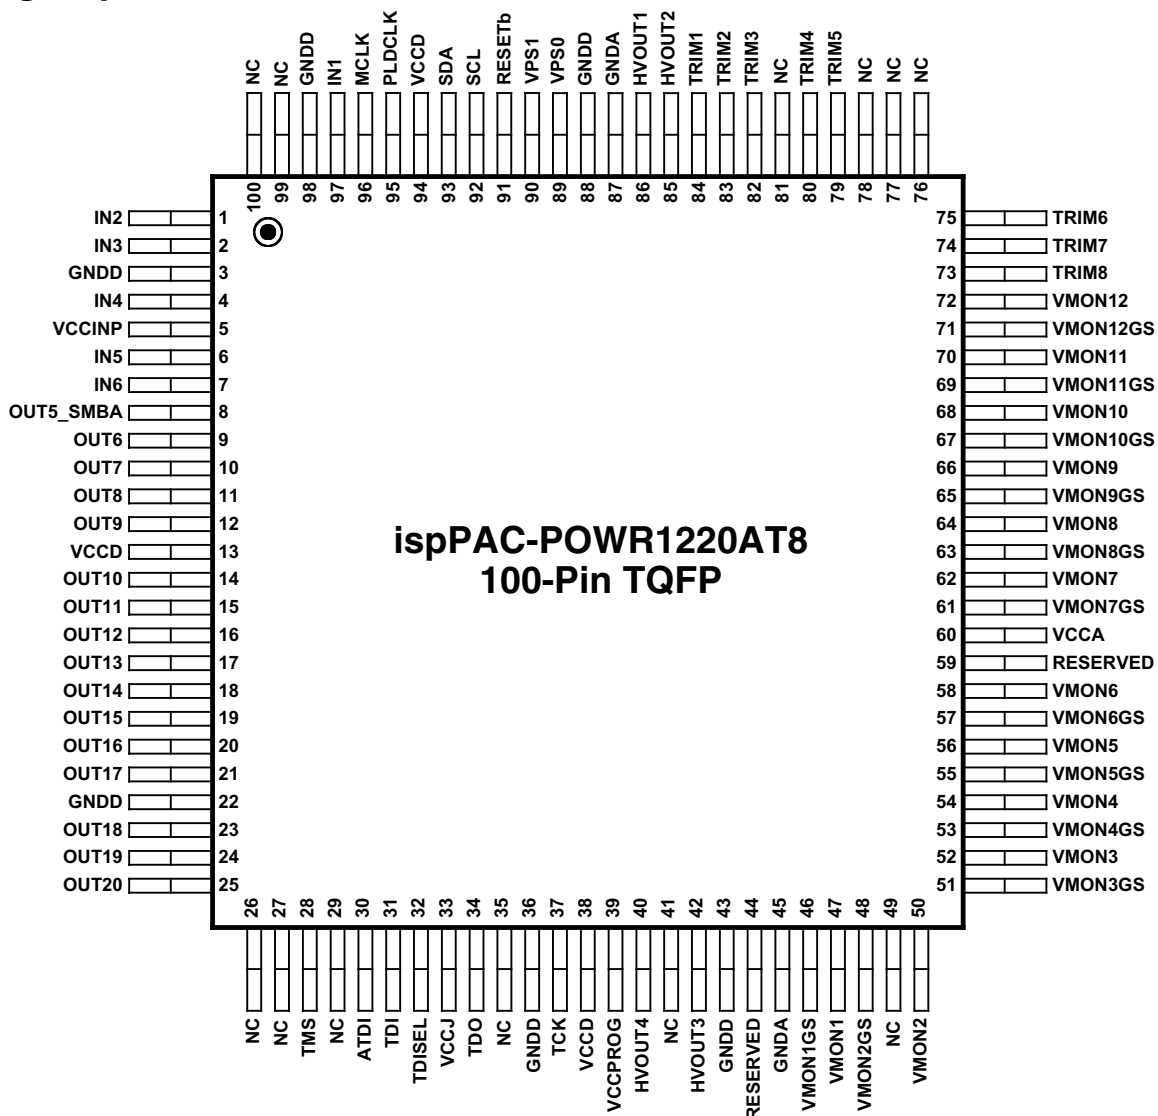 NC
NC
GNDD
IN1
MCLK
PLDCLK
VCCD
SDA
SCL
RESETb
VPS1
VPS0
GNDD
GNDA
HVOUT1
HVOUT2
TRIM1
TRIM2
TRIM3
NC
TRIM4
TRIM5
NC
NC
NC
100
99
98
97
96
95
94
93
92
91
90
89
88
87
86
85
84
83
82
81
80
79
78
77
76
IN2 1
IN3 2
GNDD 3
IN4 4
VCCINP 5
IN5 6
IN6 7
OUT5_SMBA 8
OUT6 9
OUT7 10
OUT8 11
OUT9 12
VCCD 13
OUT10 14
OUT11 15
OUT12 16
OUT13 17
OUT14 18
OUT15 19
OUT16 20
OUT17 21
GNDD 22
OUT18 23
OUT19 24
OUT20 25
ispPAC-POWR1220AT8
100-Pin TQFP
75 TRIM6
74 TRIM7
73 TRIM8
72 VMON12
71 VMON12GS
70 VMON11
69 VMON11GS
68 VMON10
67 VMON10GS
66 VMON9
65 VMON9GS
64 VMON8
63 VMON8GS
62 VMON7
61 VMON7GS
60 VCCA
59 RESERVED
58 VMON6
57 VMON6GS
56 VMON5
55 VMON5GS
54 VMON4
53 VMON4GS
52 VMON3
51 VMON3GS
26
27
28
29
30
31
32
33
34
35
36
37
38
39
40
41
42
43
44
45
46
47
48
49
50
NC
NC
TMS
NC
ATDI
TDI
TDISEL
VCCJ
TDO
NC
GNDD
TCK
VCCD
VCCPROG
HVOUT4
NC
HVOUT3
GNDD
RESERVED
GNDA
VMON1GS
VMON1
VMON2GS
NC
VMON2